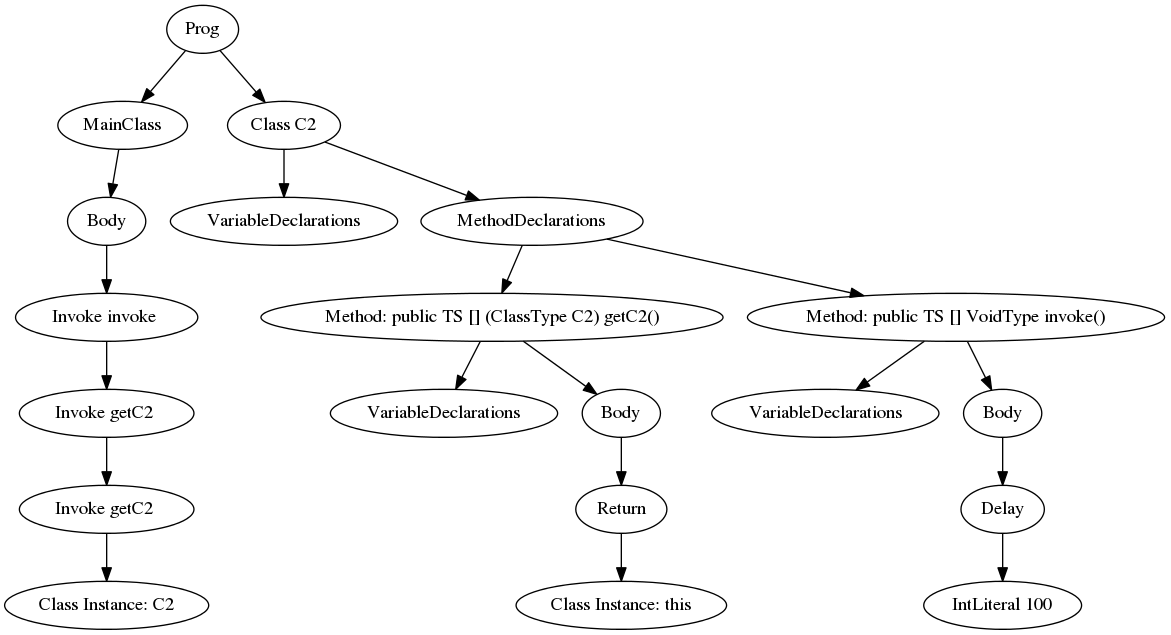 Prog
MainClass
Class C2
Body
VariableDeclarations
MethodDeclarations
Invoke invoke
Method: public TS [] (ClassType C2) getC2()
Method: public TS [] VoidType invoke()
Invoke getC2
VariableDeclarations
Body
VariableDeclarations
Body
Invoke getC2
Return
Delay
Class Instance: C2
Class Instance: this
IntLiteral 100